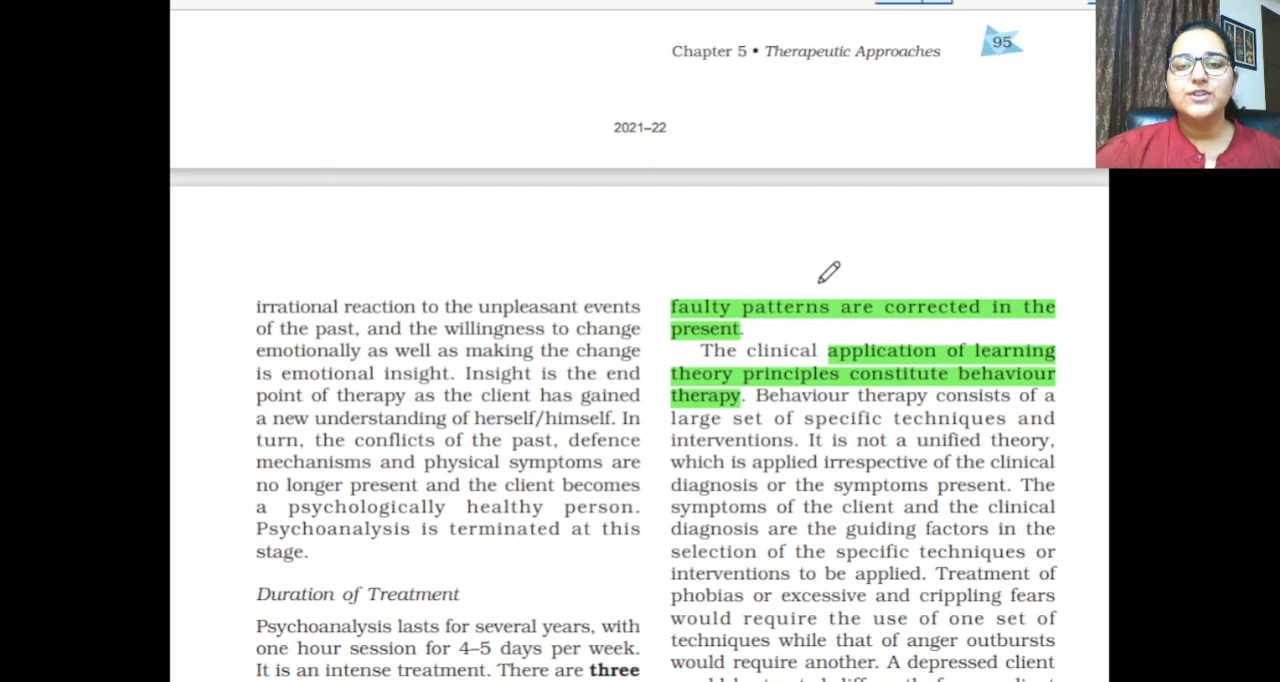 Chapter 5 • Therapeutic Approaches
95
2021–22
irrational reaction to the unpleasant events
of the past, and the willingness to change
emotionally as well as making the change
is emotional insight. Insight is the end
point of therapy as the client has gained
a new understanding of herself/himself. In
turn, the conflicts of the past, defence
mechanisms and physical symptoms are
no longer present and the client becomes
a psychologically healthy person.
Psychoanalysis is terminated at this
stage.
Duration of Treatment
Psychoanalysis lasts for several years, with
one hour session for 4–5 days per week.
It is an intense treatment. There are three
faulty patterns are corrected in the
present.
The clinical application of learning
theory principles constitute behaviour
therapy. Behaviour therapy consists of a
large set of specific techniques and
interventions. It is not a unified theory,
which is applied irrespective of the clinical
diagnosis or the symptoms present. The
symptoms of the client and the clinical
diagnosis are the guiding factors in the
selection of the specific techniques or
interventions to be applied. Treatment of
phobias or excessive and crippling fears
would require the use of one set of
techniques while that of anger outbursts
would require another. A depressed client